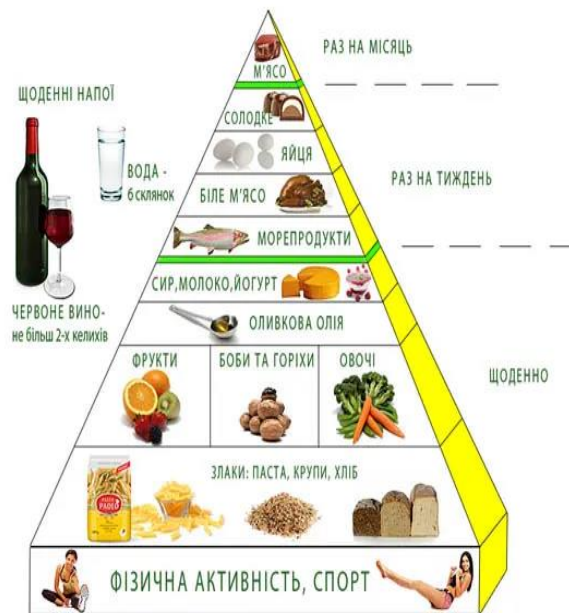 М'ЯСО
РАЗ НА МІСЯЦЬ
ЩОДЕННІ НАПОЇ
СОЛОДКЕ
ЯЙЦЯ
ВОДА -
6 склянок
БІЛЕ М'ЯСО
РАЗ НА ТИЖДЕНЬ
МОРЕПРОДУКТИ
СИР,МОЛОКО,ЙОГУРТ
ЧЕРВОНЕ ВИНО-
не більш 2-х келихів
ОЛИВКОВА ОЛІЯ
ФРУКТИ
БОБИ ТА ГОРІХИ
ОВОЧІ
ЩОДЕННО
ЗЛАКИ: ПАСТА, КРУПИ, ХЛІБ
ФІЗИЧНА АКТИВНІСТЬ, СПОРТ